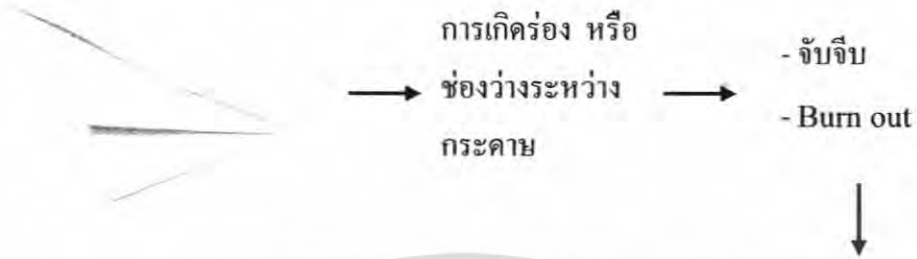 การเกิดร่อง หรือ
ช่องว่างระหว่าง
กระดาษ
- จับจีบ
- Burn out